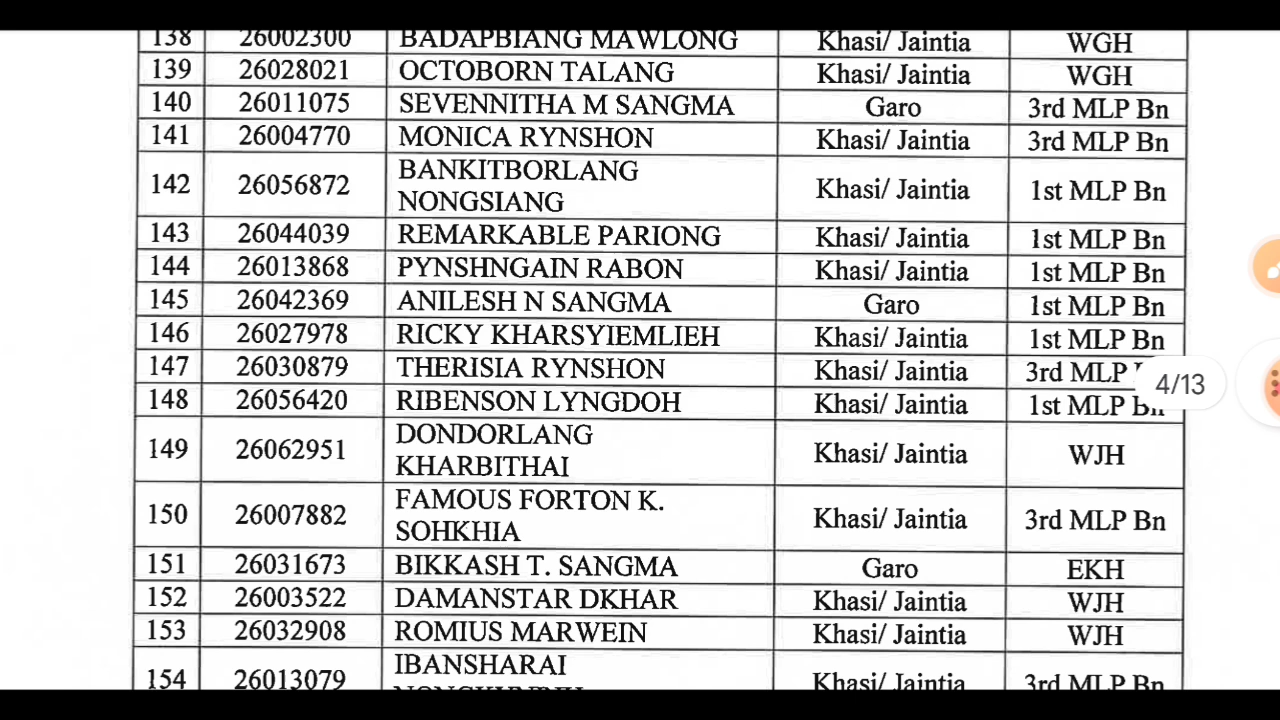 138 26002300 BADAPBIANG MAWLONG Khasi/ Jaintia WGH
139 26028021 OCTOBORN TALANG Khasi/ Jaintia WGH
140 26011075 SEVENNITHA M SANGMA Garo 3rd MLP Bn
141 26004770 MONICA RYNSHON Khasi/ Jaintia 3rd MLP Bn
142 26056872 BANKITBORLANG Khasi/ Jaintia 1st MLP Bn
NONGSIANG
143 26044039 REMARKABLE PARIONG Khasi/ Jaintia 1st MLP Bn
144 26013868 PYNSHNGAIN RABON Khasi/ Jaintia 1st MLP Bn
145 26042369 ANILESH N SANGMA Garo 1st MLP Bn
146 26027978 RICKY KHARSYIEMLIEH Khasi/ Jaintia 1st MLP Bn
147 26030879 THERISIA RYNSHON Khasi/ Jaintia 3rd MLP
4/13
148 26056420 RIBENSON LYNGDOH Khasi/ Jaintia 1st MLP Bn
149 26062951 DONDORLANG Khasi/ Jaintia WJH
KHARBITHAI
150 26007882 FAMOUS FORTON K. Khasi/ Jaintia 3rd MLP Bn
SOHKHIA
151 26031673 BIKKASH T. SANGMA Garo EKH
152 26003522 DAMANSTAR DKHAR Khasi/ Jaintia WJH
153 26032908 ROMIUS MARWEIN Khasi/ Jaintia WJH
154 26013079 IBANSHARAI Khasi/ Jaintia 3rd MLP Bn